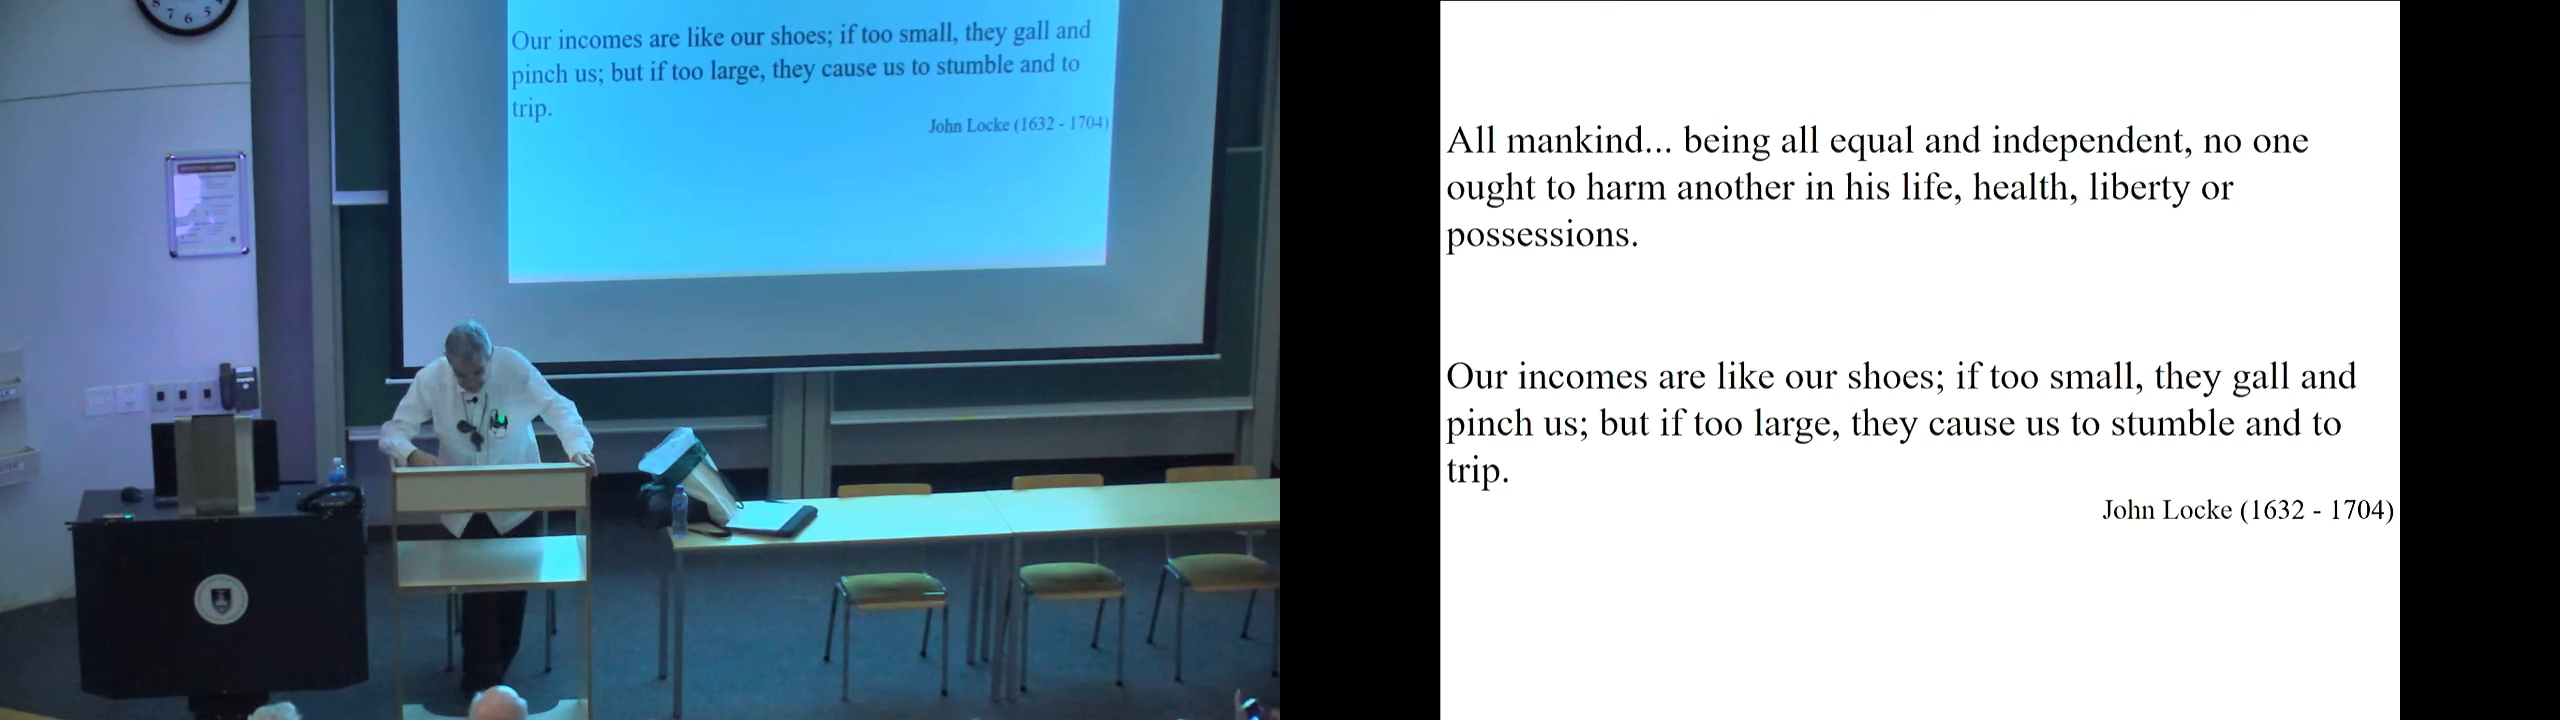 7 6 5
Our incomes are like our shoes; if too small, they gall and
pinch us; but if too large, they cause us to stumble and to
trip.
John Locke (1632 - 1704)
All mankind... being all equal and independent, no one
ought to harm another in his life, health, liberty or
possessions.
Our incomes are like our shoes; if too small, they gall and
pinch us; but if too large, they cause us to stumble and to
trip.
John Locke (1632 - 1704)